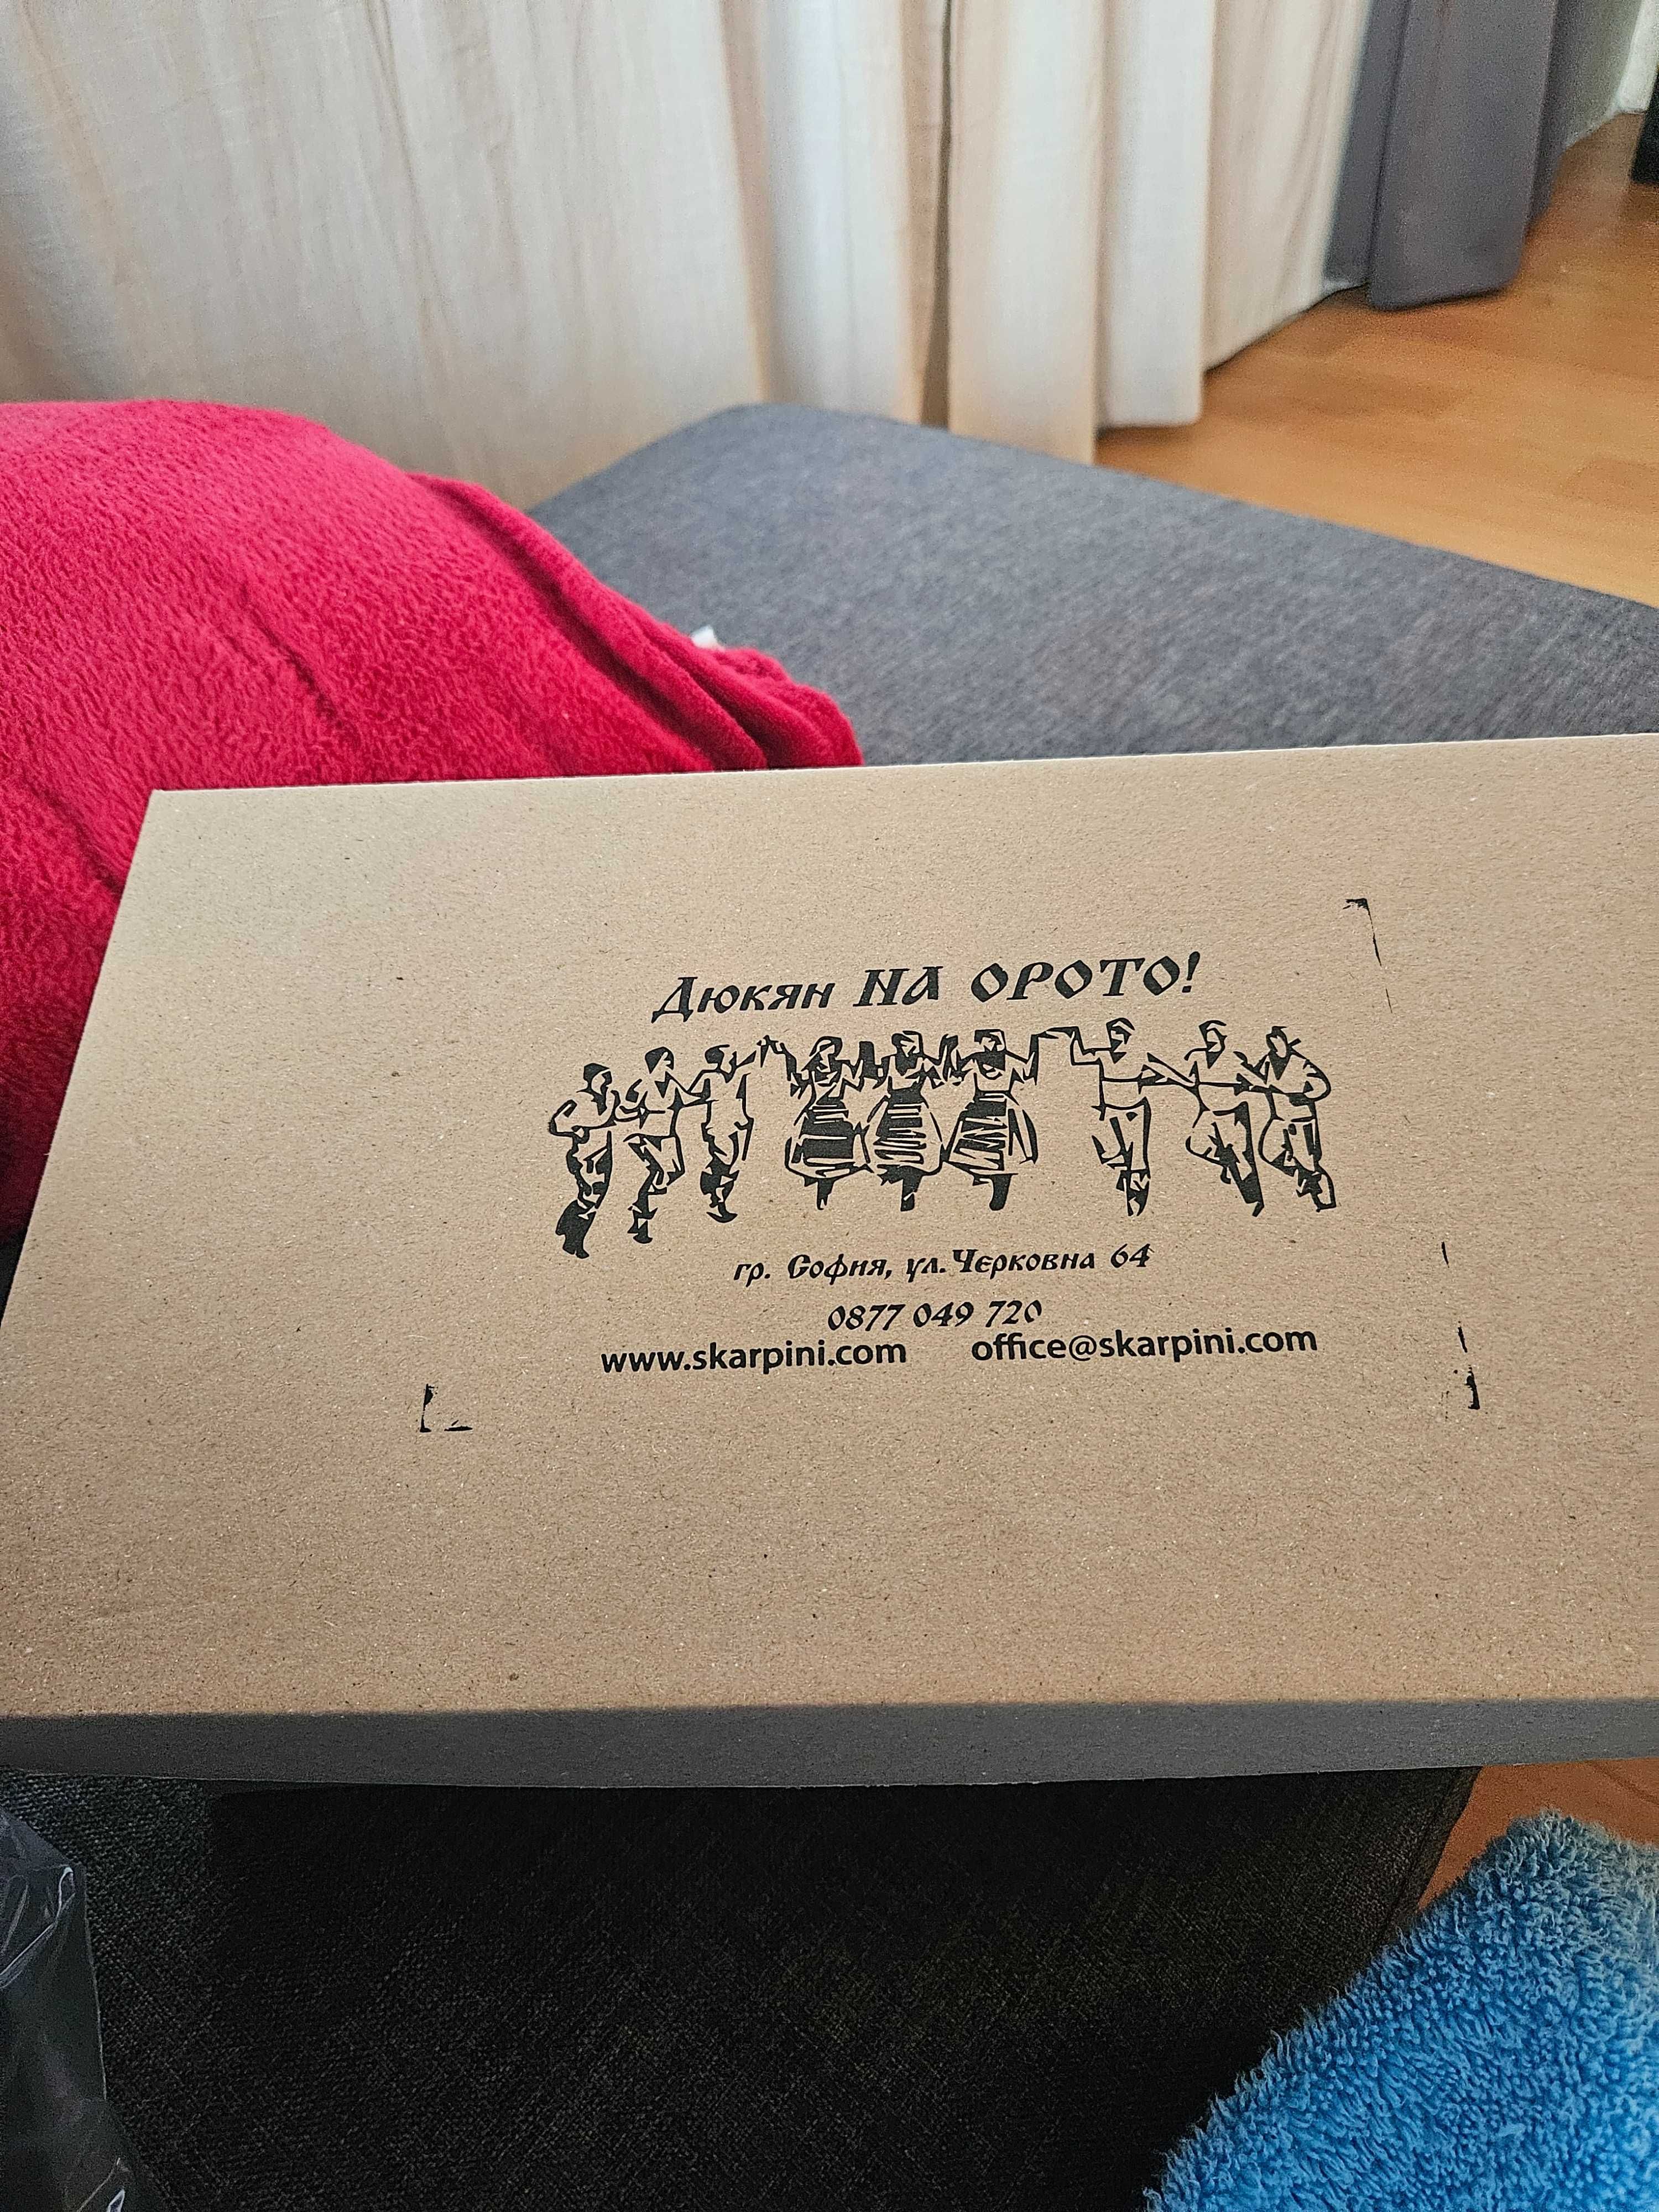 Дюкян НА ОРОТО!
гр. София, ул. Черковна 64
0877 049 720
www.skarpini.com office@skarpini.com